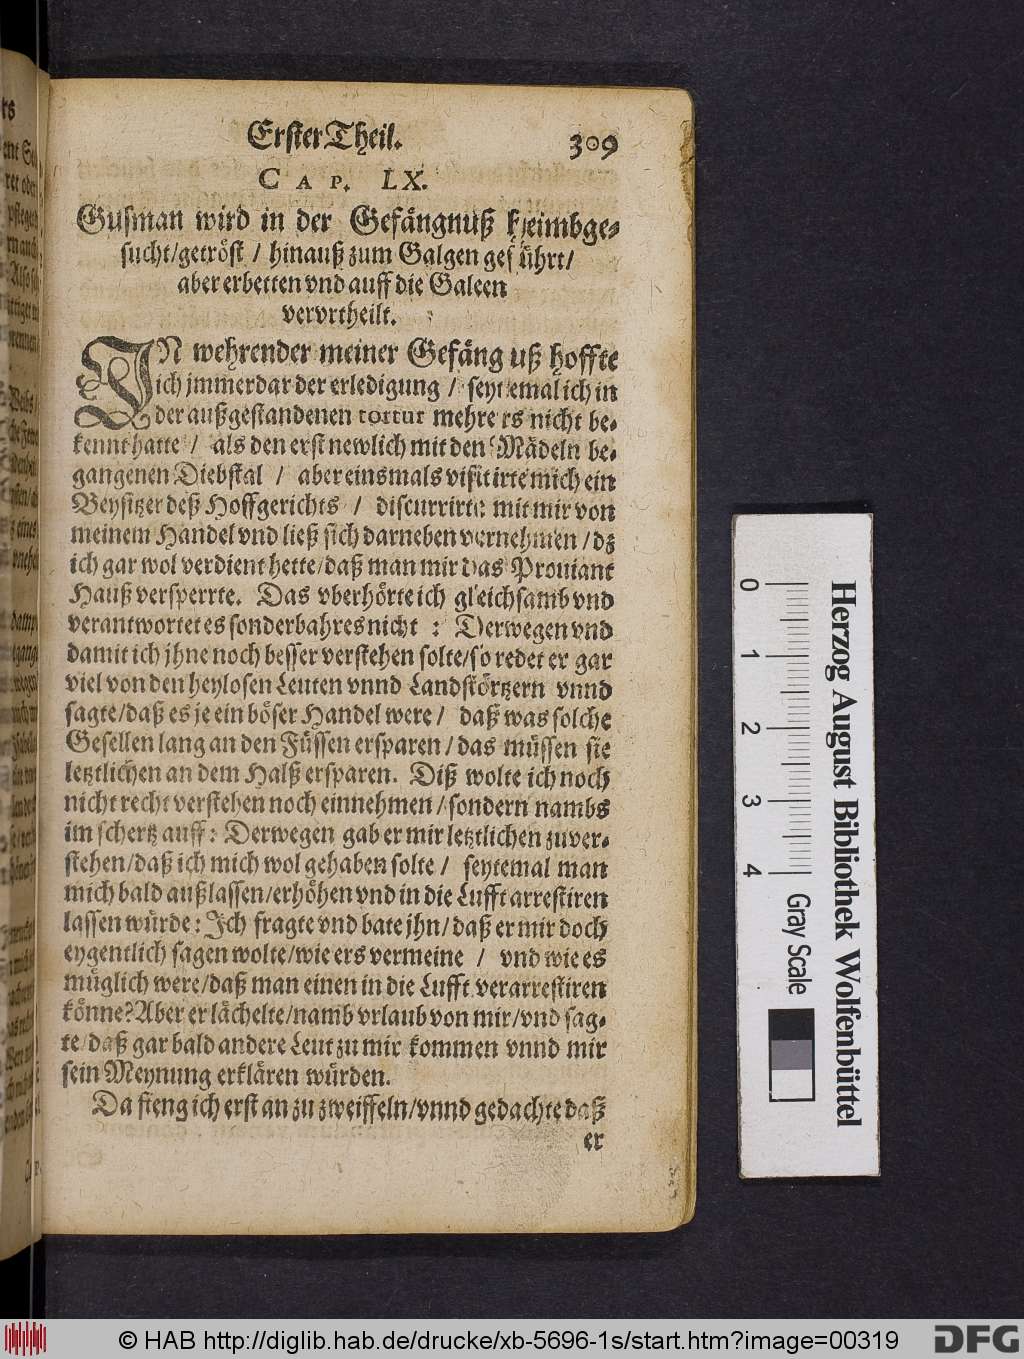 Erster Theil. 309
CAP. LX.
Gusman wird in der Gefängnuß heimbge-
sucht/getröst / hinauß zum Galgen geführt/
aber erbetten vnd auff die Galeen
vervrtheilt.
IN wehrender meiner Gefäng uß hoffte
ich jmmerdar der erledigung / seytemal ich in
der außgestandenen tortur mehrers nicht be-
kennt hatte / als den erst newlich mit den Mädeln be-
gangenen Diebstal / aber einsmals visitirte mich ein
Beysitzer deß Hoffgerichts / discurrirte mit mir von
meinem Handel vnd ließ sich darneben vernehmen / dz
ich gar wol verdient hette/daß man mir das Prouiant
Hauß versperrte. Das vberhörte ich gleichsamb vnd
verantwortet es sonderbahres nicht : Derwegen vnd
damit ich jhne noch besser verstehen solte/so redet er gar
viel von den heylosen Leuten vnnd Landstörtzern vnnd
sagte/daß es je ein böser Handel were / daß was solche
Gesellen lang an den Füssen ersparen / das müssen sie
letztlichen an dem Halß ersparen. Diß wolte ich noch
nicht recht verstehen noch einnehmen / sondern nambs
im schertz auff: Derwegen gab er mir letztlichen zuver-
stehen/daß ich mich wol gehaben solte / seytemal man
mich bald außlassen/erhöhen vnd in die Lufft arrestiren
lassen würde: Ich fragte vnd bate jhn/daß er mir doch
eygentlich sagen wolte/wie ers vermeine / vnd wie es
müglich were/daß man einen in die Lufft verarrestiren
könne? Aber er lächelte/namb vrlaub von mir/vnd sag-
te/daß gar bald andere Leut zu mir kommen vnnd mir
sein Meynung erklären würden.
Da fieng ich erst an zu zweiffeln/vnnd gedachte daß
er
0 1 2 3 4
Gray Scale
Herzog August Bibliothek Wolfenbüttel
© HAB http://diglib.hab.de/drucke/xb-5696-1s/start.htm?image=00319
DFG